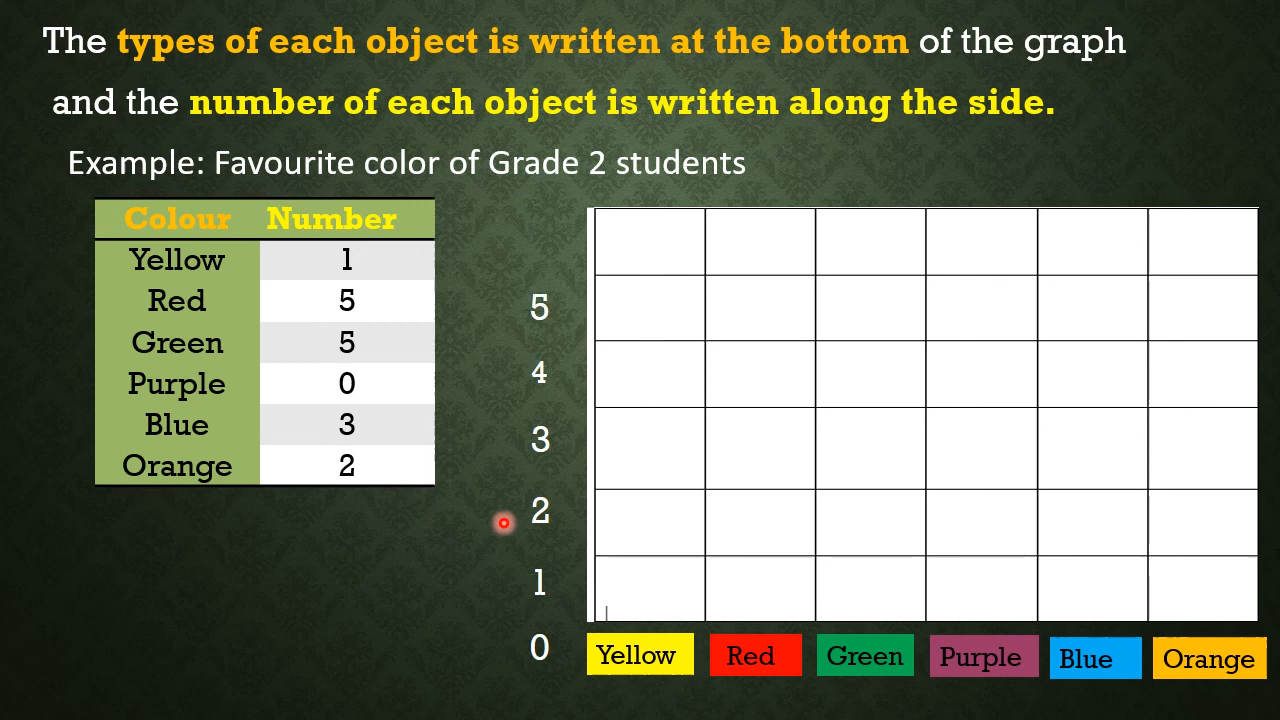 The types of each object is written at the bottom of the graph
and the number of each object is written along the side.
Example: Favourite color of Grade 2 students
Colour Number
Yellow 1
Red 5
Green 5
Purple 0
Blue 3
Orange 2
5
4
3
2
1
0
Yellow Red Green Purple Blue Orange